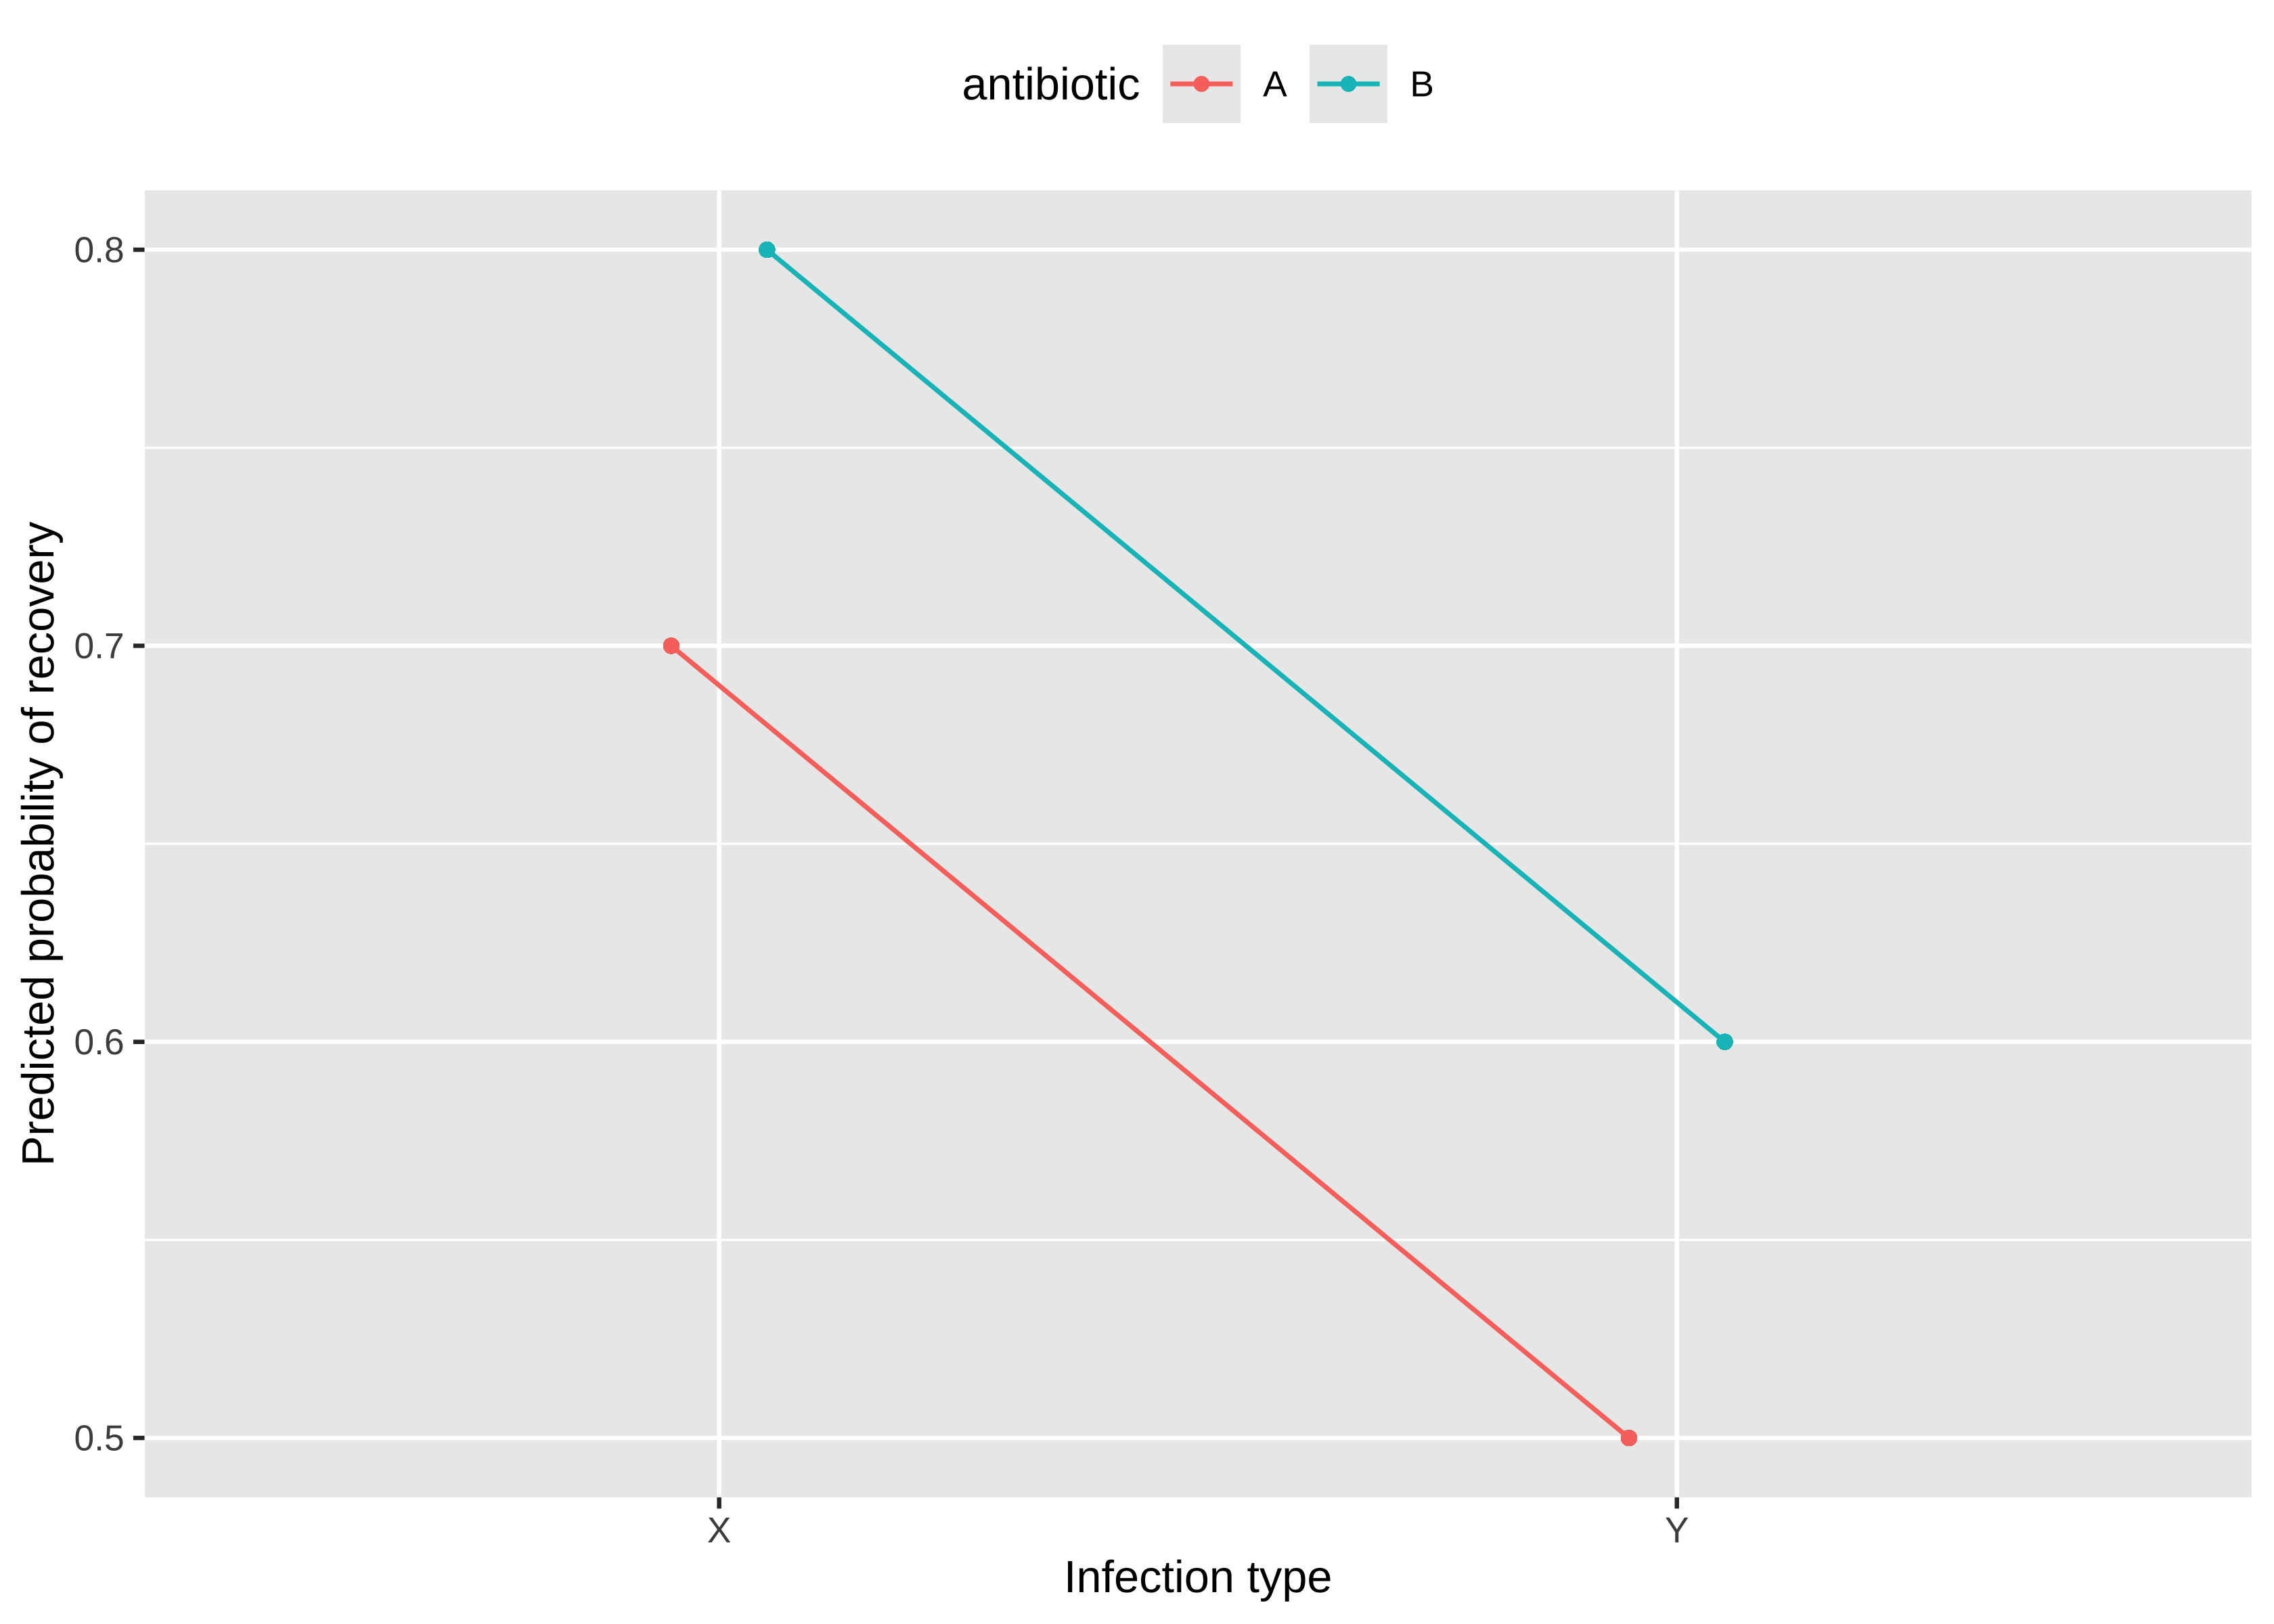 antibiotic A B
0.8
0.7
0.6
0.5
Predicted probability of recovery
X Y
Infection type